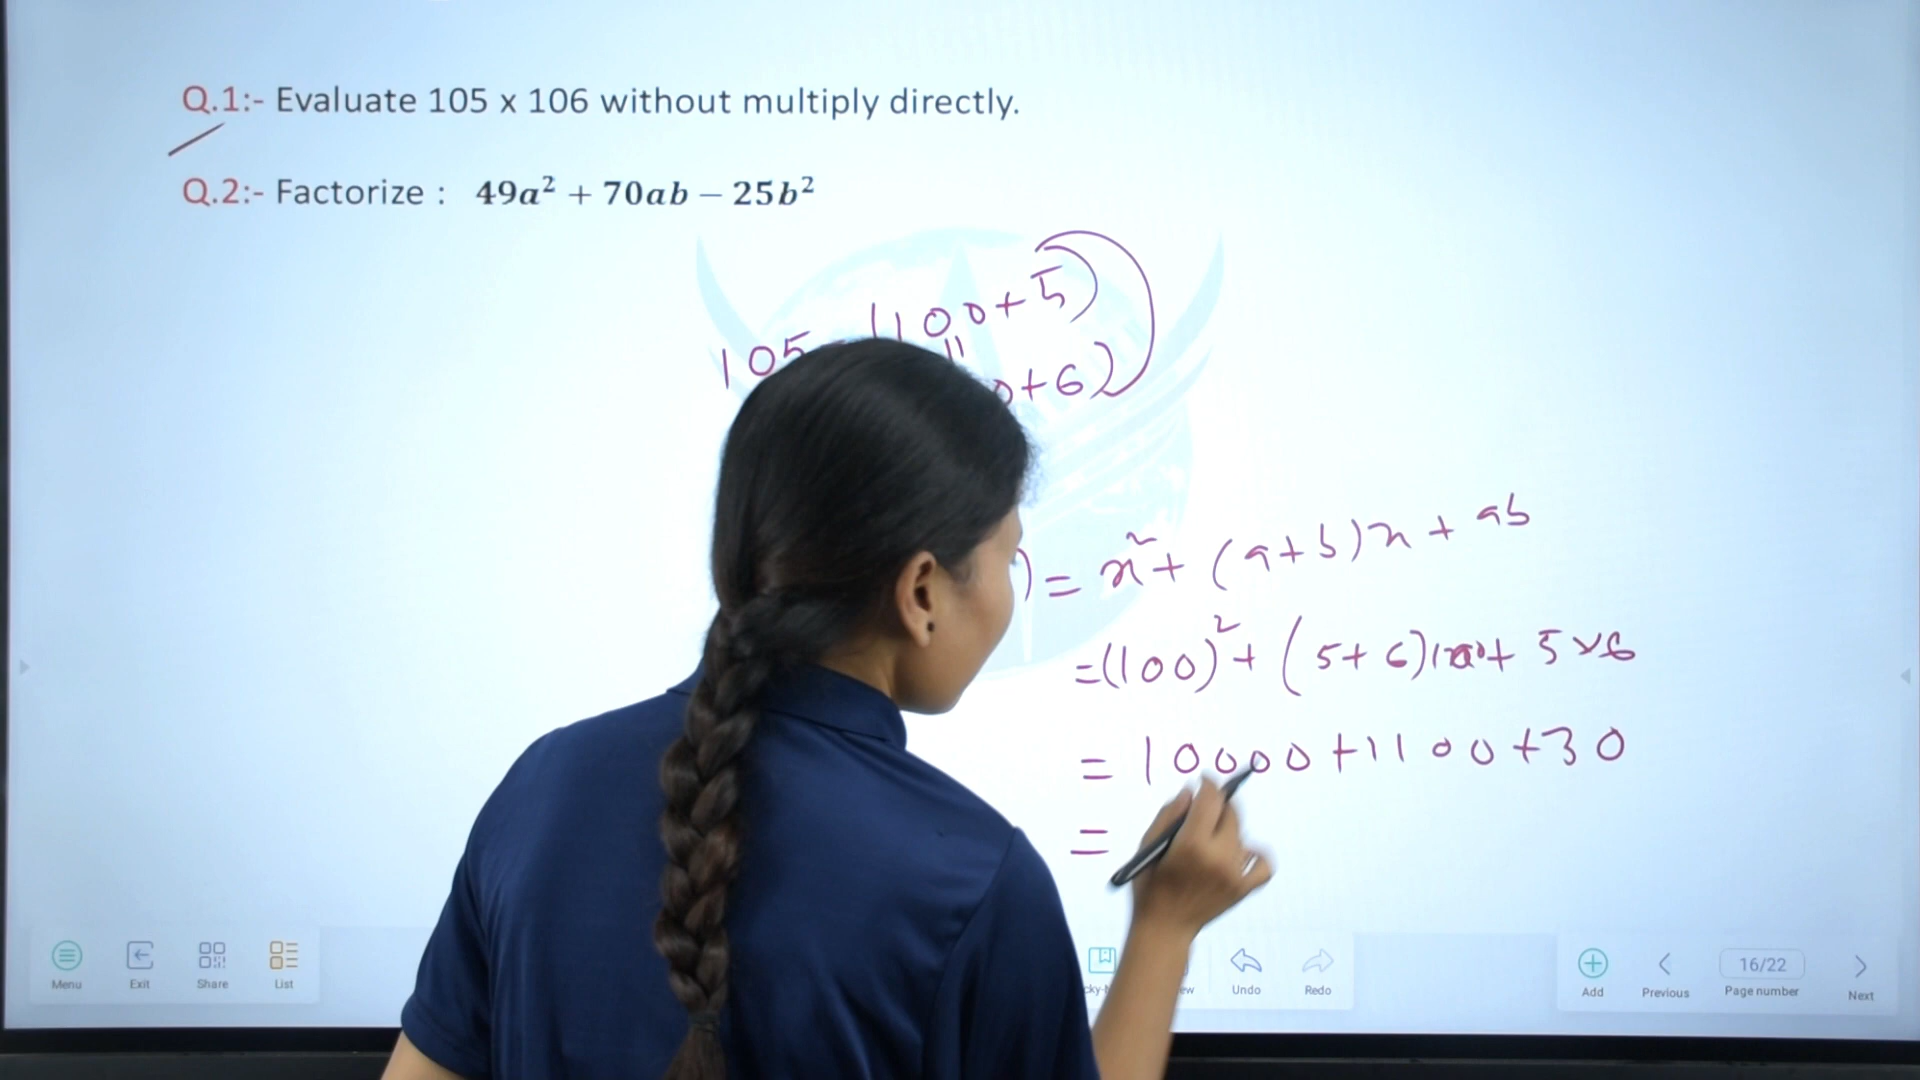 Q.1:- Evaluate 105 x 106 without multiply directly.
Q.2:- Factorize : 49a² + 70ab – 25b²
105 (100+5)
+6)
) = x² + (a+b)x + ab
=(100)² + (5+6)100+ 5×6
= 10000+1100+30
=
Menu
Exit
Share
List
Undo
Redo
Add
Previous
16/22
Page number
Next